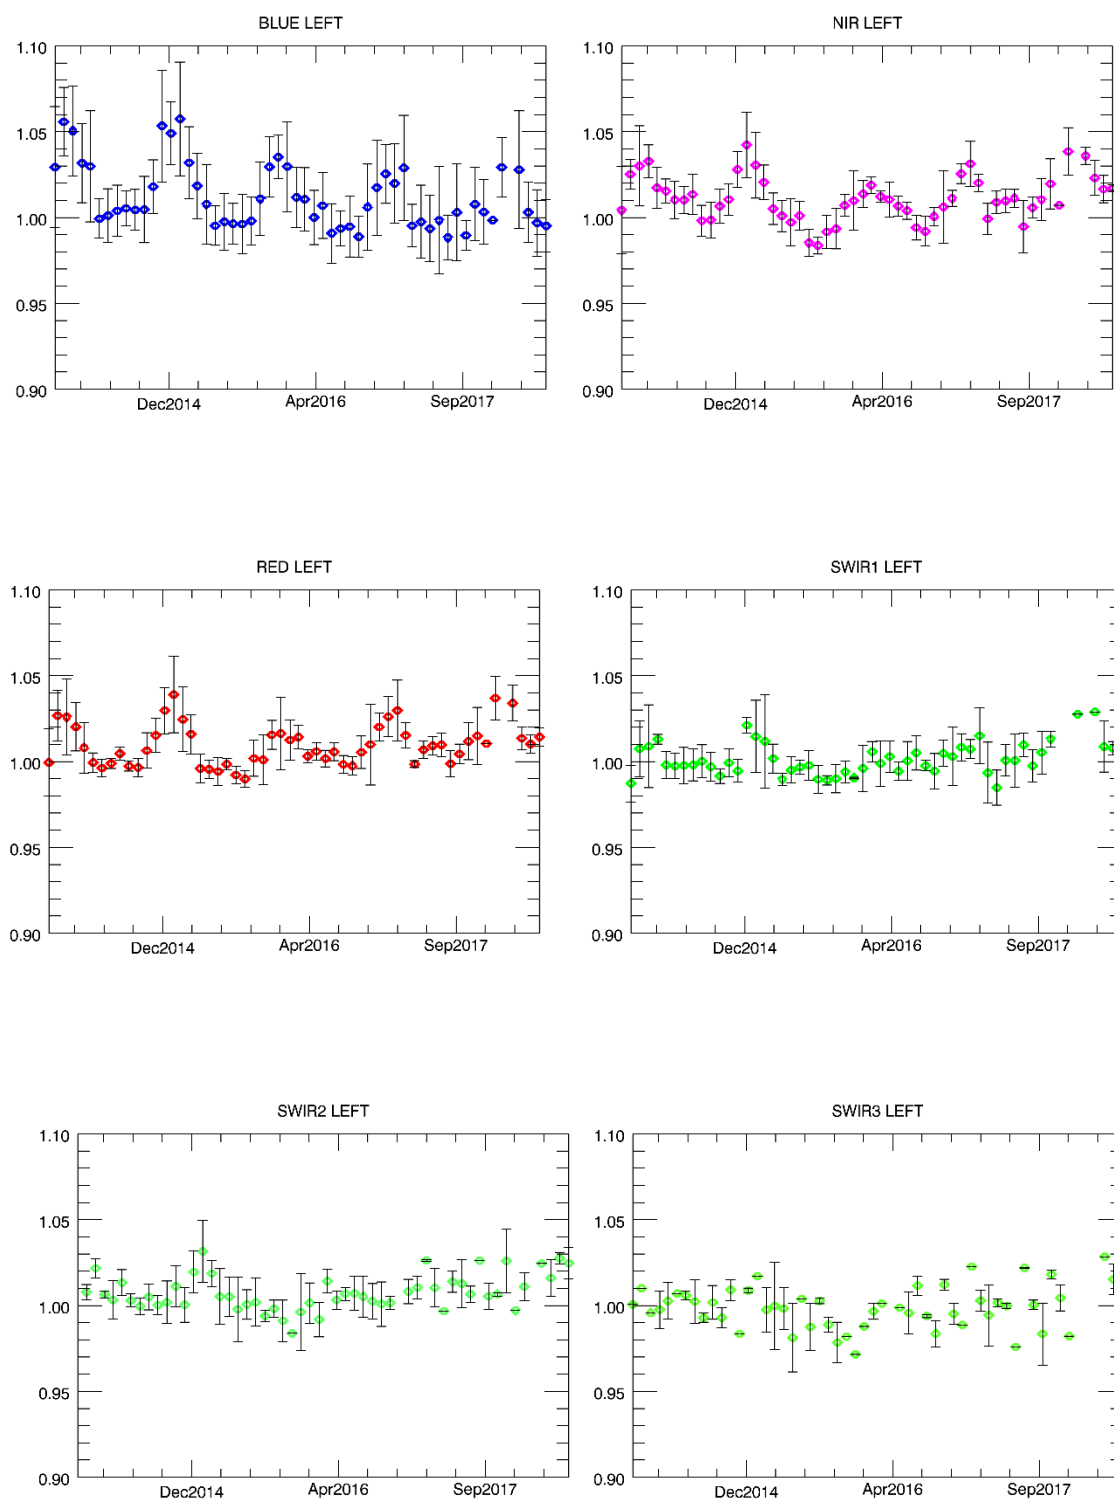 BLUE LEFT
1.10
1.05
1.00
0.95
0.90
Dec2014 Apr2016 Sep2017
NIR LEFT
1.10
1.05
1.00
0.95
0.90
Dec2014 Apr2016 Sep2017
RED LEFT
1.10
1.05
1.00
0.95
0.90
Dec2014 Apr2016 Sep2017
SWIR1 LEFT
1.10
1.05
1.00
0.95
0.90
Dec2014 Apr2016 Sep2017
SWIR2 LEFT
1.10
1.05
1.00
0.95
0.90
Dec2014 Apr2016 Sep2017
SWIR3 LEFT
1.10
1.05
1.00
0.95
0.90
Dec2014 Apr2016 Sep2017